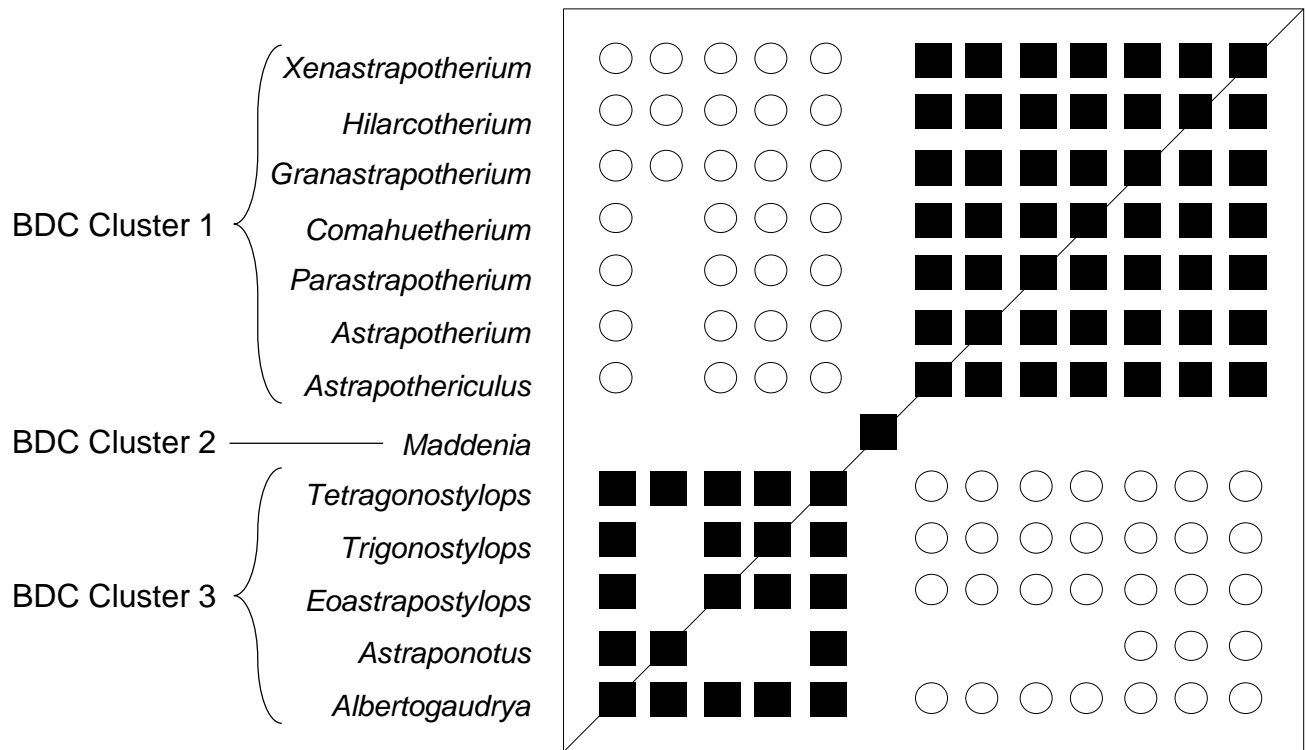 Xenastrapotherium
Hilarcotherium
Granastrapotherium
BDC Cluster 1
Comahuetherium
Parastrapotherium
Astrapotherium
Astrapothericulus
BDC Cluster 2
Maddenia
Tetragonostylops
Trigonostylops
BDC Cluster 3
Eoastrapostylops
Astraponotus
Albertogaudrya